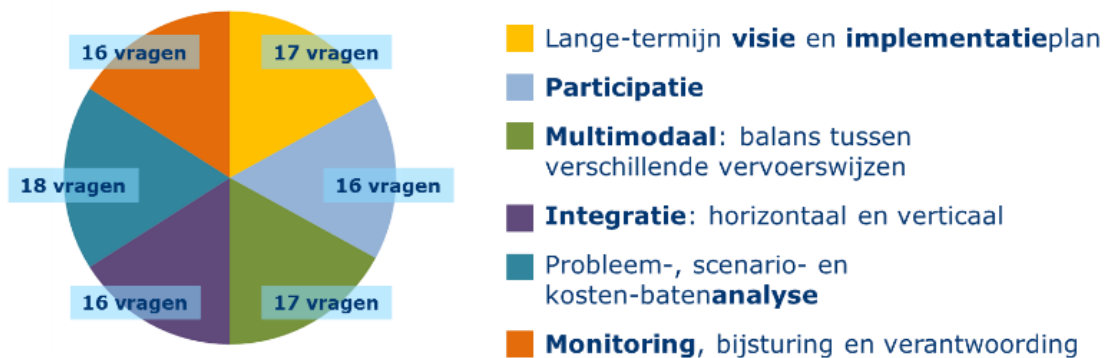 16 vragen
17 vragen
18 vragen
16 vragen
16 vragen
17 vragen
Lange-termijn visie en implementatieplan
Participatie
Multimodaal: balans tussen
verschillende vervoerswijzen
Integratie: horizontaal en verticaal
Probleem-, scenario- en
kosten-batenanalyse
Monitoring, bijsturing en verantwoording